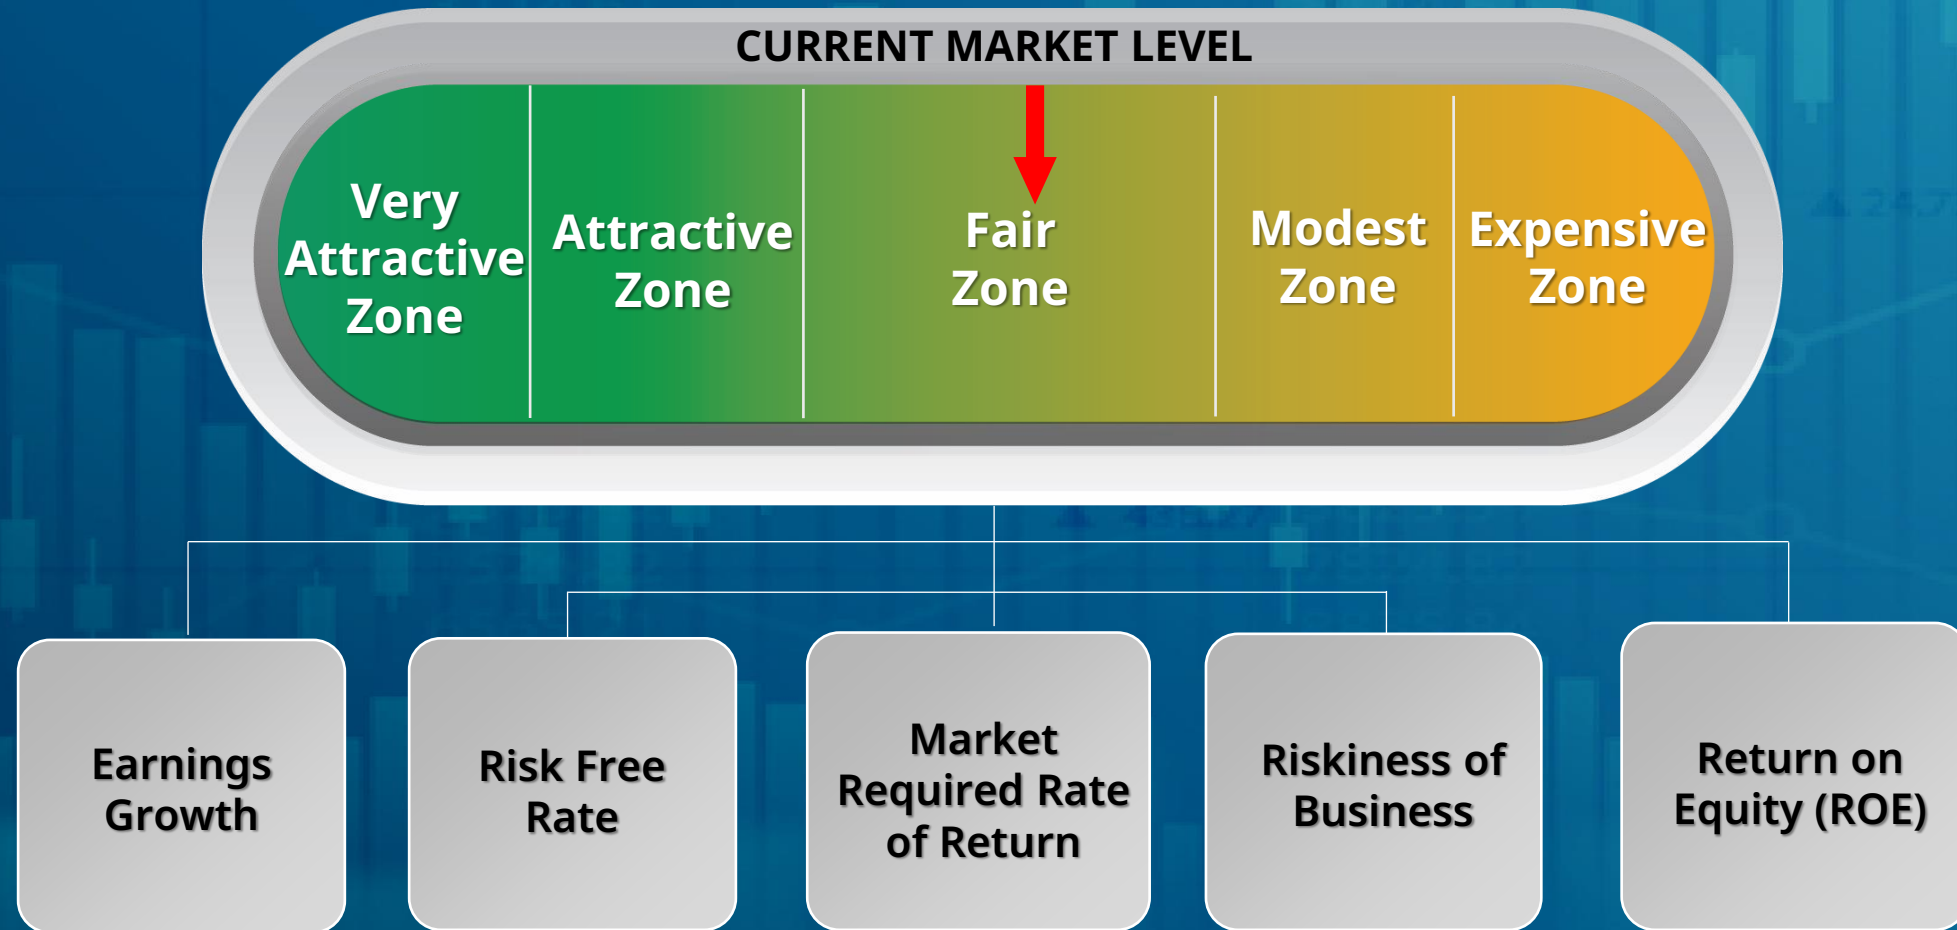 CURRENT MARKET LEVEL
Very
Attractive
Zone
Attractive
Zone
Fair
Zone
Modest
Zone
Expensive
Zone
Earnings
Growth
Risk Free
Rate
Market
Required Rate
of Return
Riskiness of
Business
Return on
Equity (ROE)